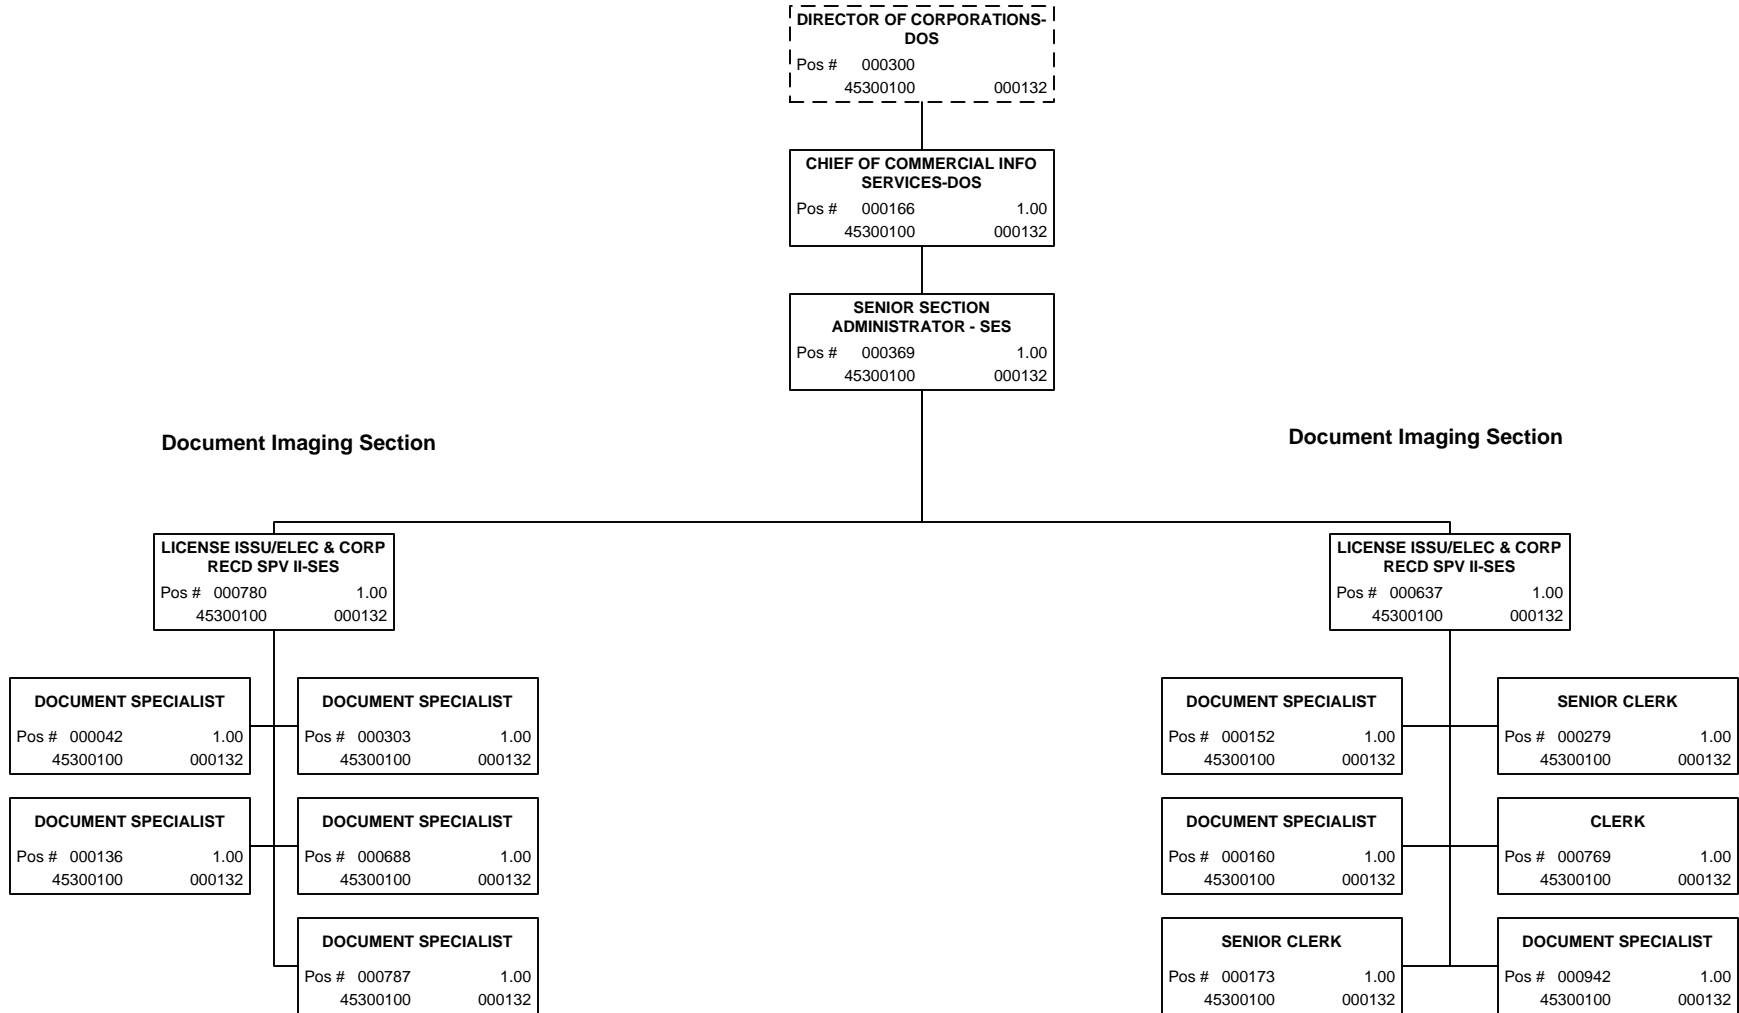 DIRECTOR OF CORPORATIONS-
DOS
Pos # 000300
45300100 000132
CHIEF OF COMMERCIAL INFO
SERVICES-DOS
Pos # 000166 1.00
45300100 000132
SENIOR SECTION
ADMINISTRATOR - SES
Pos # 000369 1.00
45300100 000132
Document Imaging Section
Document Imaging Section
LICENSE ISSU/ELEC & CORP
RECD SPV II-SES
Pos # 000780 1.00
45300100 000132
LICENSE ISSU/ELEC & CORP
RECD SPV II-SES
Pos # 000637 1.00
45300100 000132
DOCUMENT SPECIALIST
Pos # 000042 1.00
45300100 000132
DOCUMENT SPECIALIST
Pos # 000303 1.00
45300100 000132
DOCUMENT SPECIALIST
Pos # 000152 1.00
45300100 000132
SENIOR CLERK
Pos # 000279 1.00
45300100 000132
DOCUMENT SPECIALIST
Pos # 000136 1.00
45300100 000132
DOCUMENT SPECIALIST
Pos # 000688 1.00
45300100 000132
DOCUMENT SPECIALIST
Pos # 000160 1.00
45300100 000132
CLERK
Pos # 000769 1.00
45300100 000132
DOCUMENT SPECIALIST
Pos # 000787 1.00
45300100 000132
SENIOR CLERK
Pos # 000173 1.00
45300100 000132
DOCUMENT SPECIALIST
Pos # 000942 1.00
45300100 000132